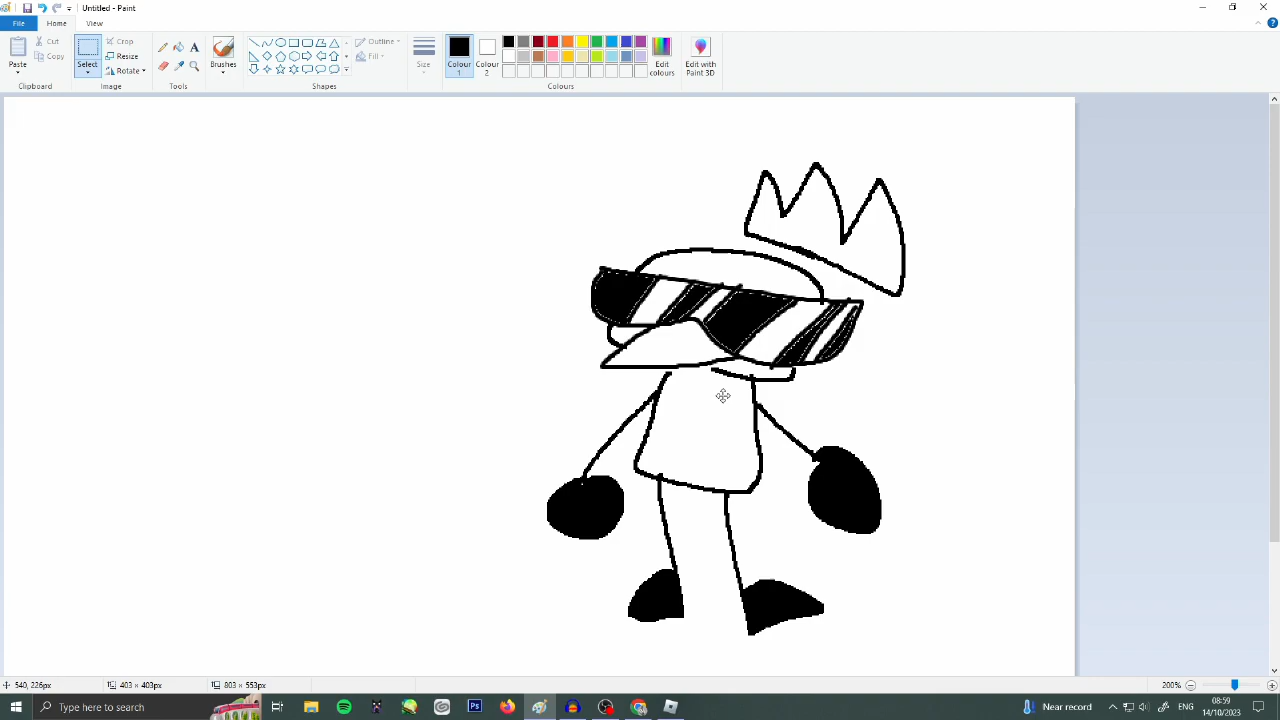 Untitled - Paint
File Home View
Paste Cut Copy Select Crop Resize Rotate Brushes Outline Fill Size Colour 1 Colour 2 Edit colours Edit with Paint 3D
Clipboard Image Tools Shapes Colours
540, 226px 403 × 403px 803 × 553px 200%
Type here to search Ps Near record 08:59
14/10/2023